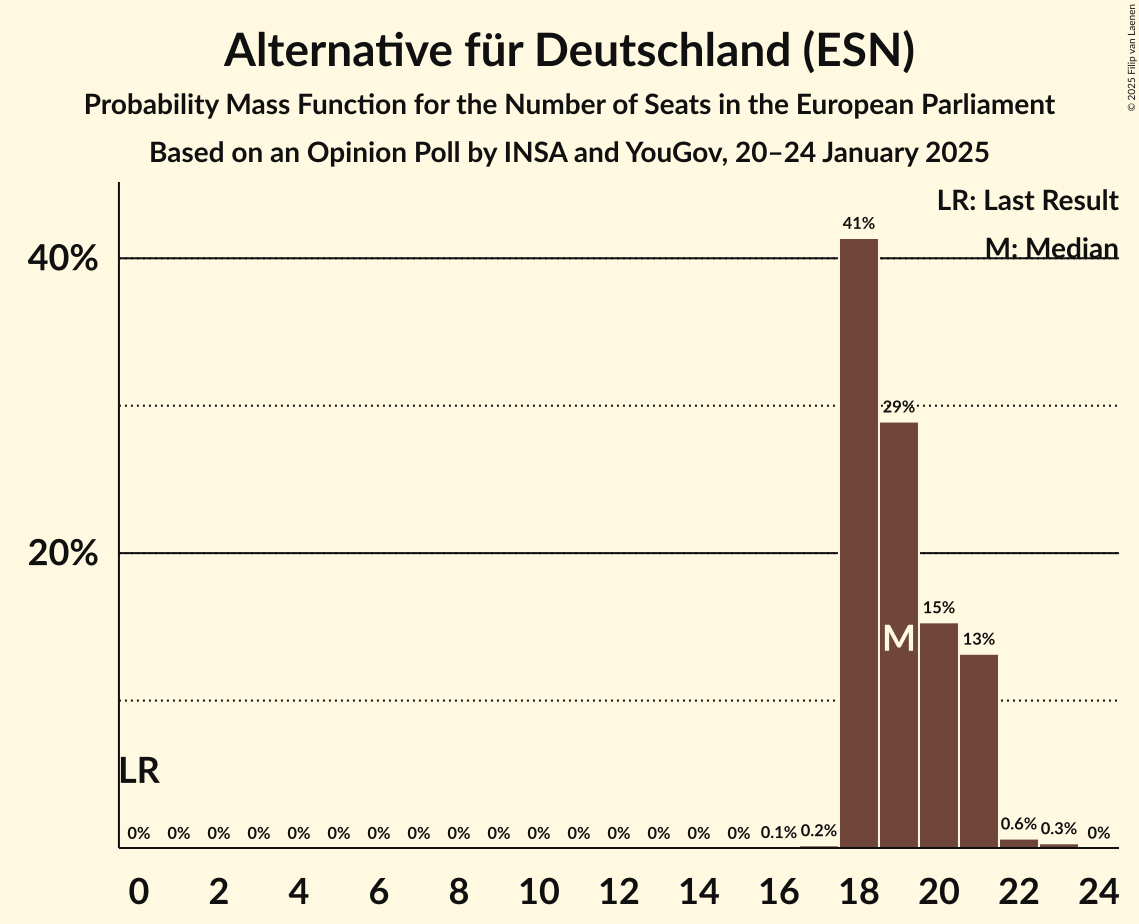 Alternative für Deutschland (ESN)
Probability Mass Function for the Number of Seats in the European Parliament
Based on an Opinion Poll by INSA and YouGov, 20–24 January 2025
© 2025 Filip van Laenen
LR: Last Result
M: Median
40%
20%
41%
29%
15%
13%
M
LR
0% 0% 0% 0% 0% 0% 0% 0% 0% 0% 0% 0% 0% 0% 0% 0% 0.1% 0.2% 0.6% 0.3% 0%
0 2 4 6 8 10 12 14 16 18 20 22 24